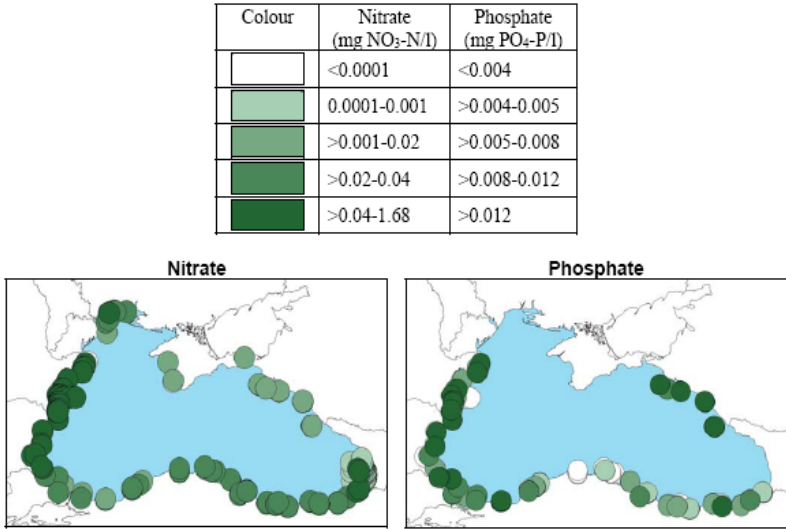 Colour Nitrate Phosphate
(mg NO₃-N/l) (mg PO₄-P/l)
<0.0001 <0.004
0.0001-0.001 >0.004-0.005
>0.001-0.02 >0.005-0.008
>0.02-0.04 >0.008-0.012
>0.04-1.68 >0.012
Nitrate Phosphate